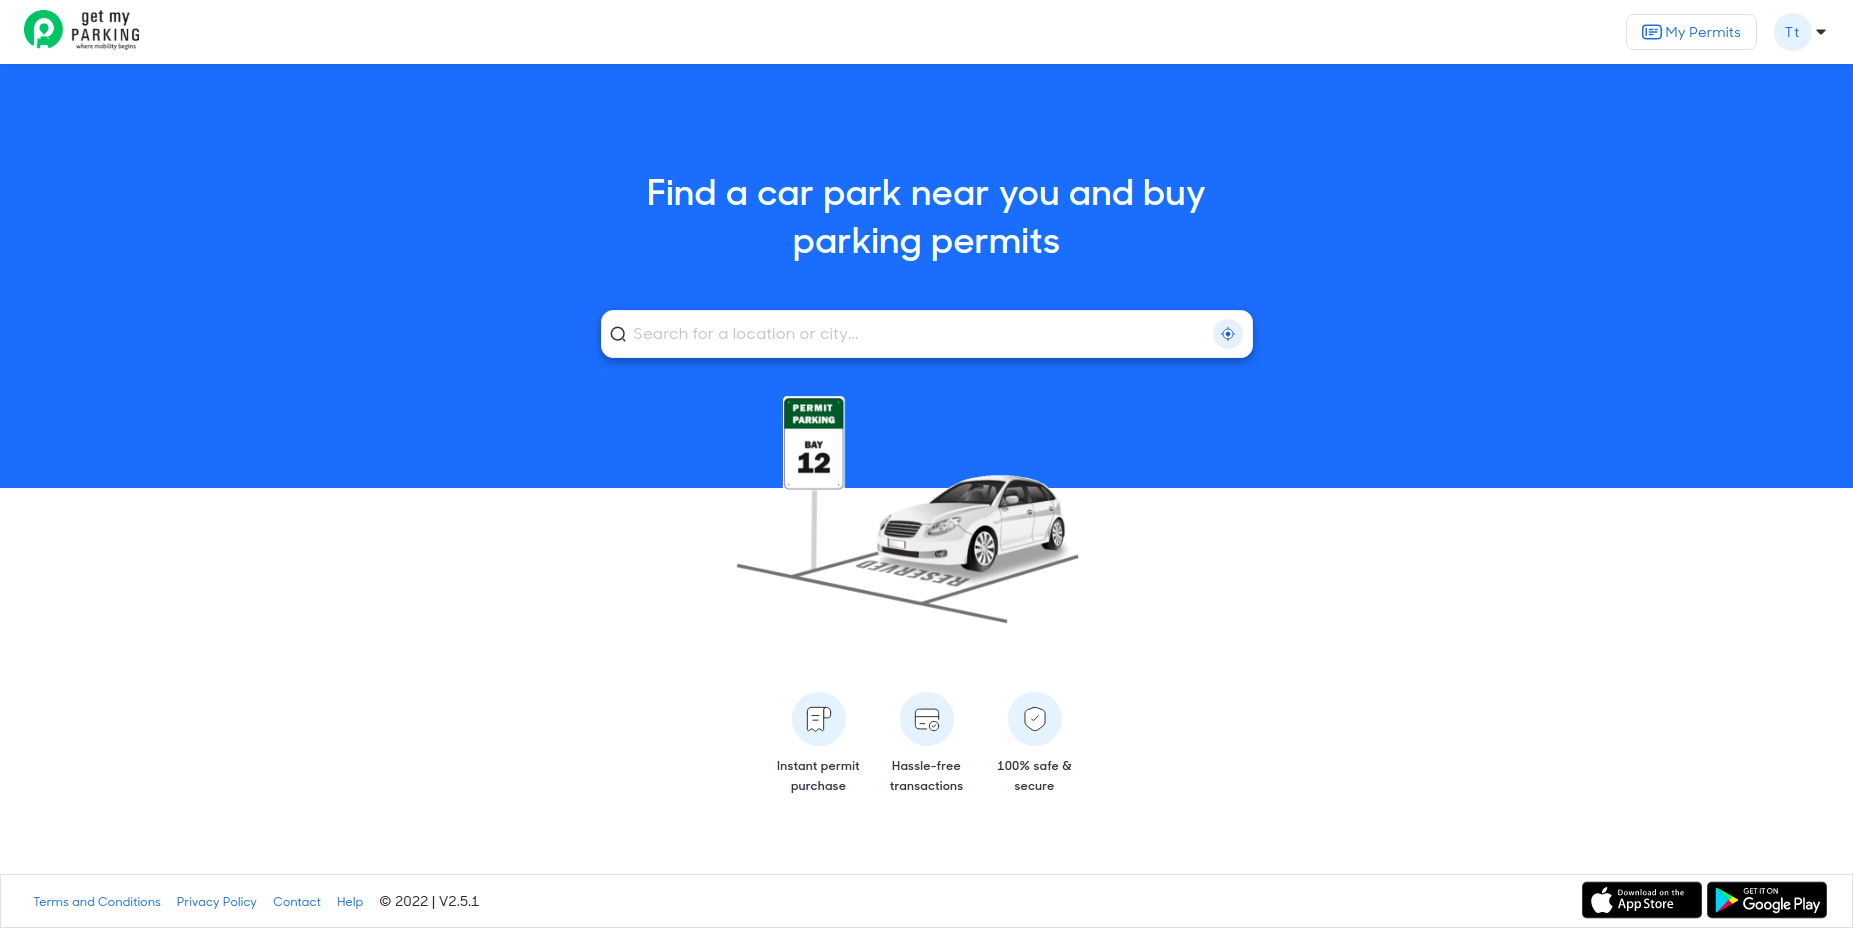 get my
PARKING
where mobility begins
My Permits
Tt
Find a car park near you and buy
parking permits
Search for a location or city...
PERMIT
PARKING
BAY
12
RESERVED
Instant permit
purchase
Hassle-free
transactions
100% safe &
secure
Terms and Conditions
Privacy Policy
Contact
Help
© 2022 | V2.5.1
Download on the
App Store
GET IT ON
Google Play